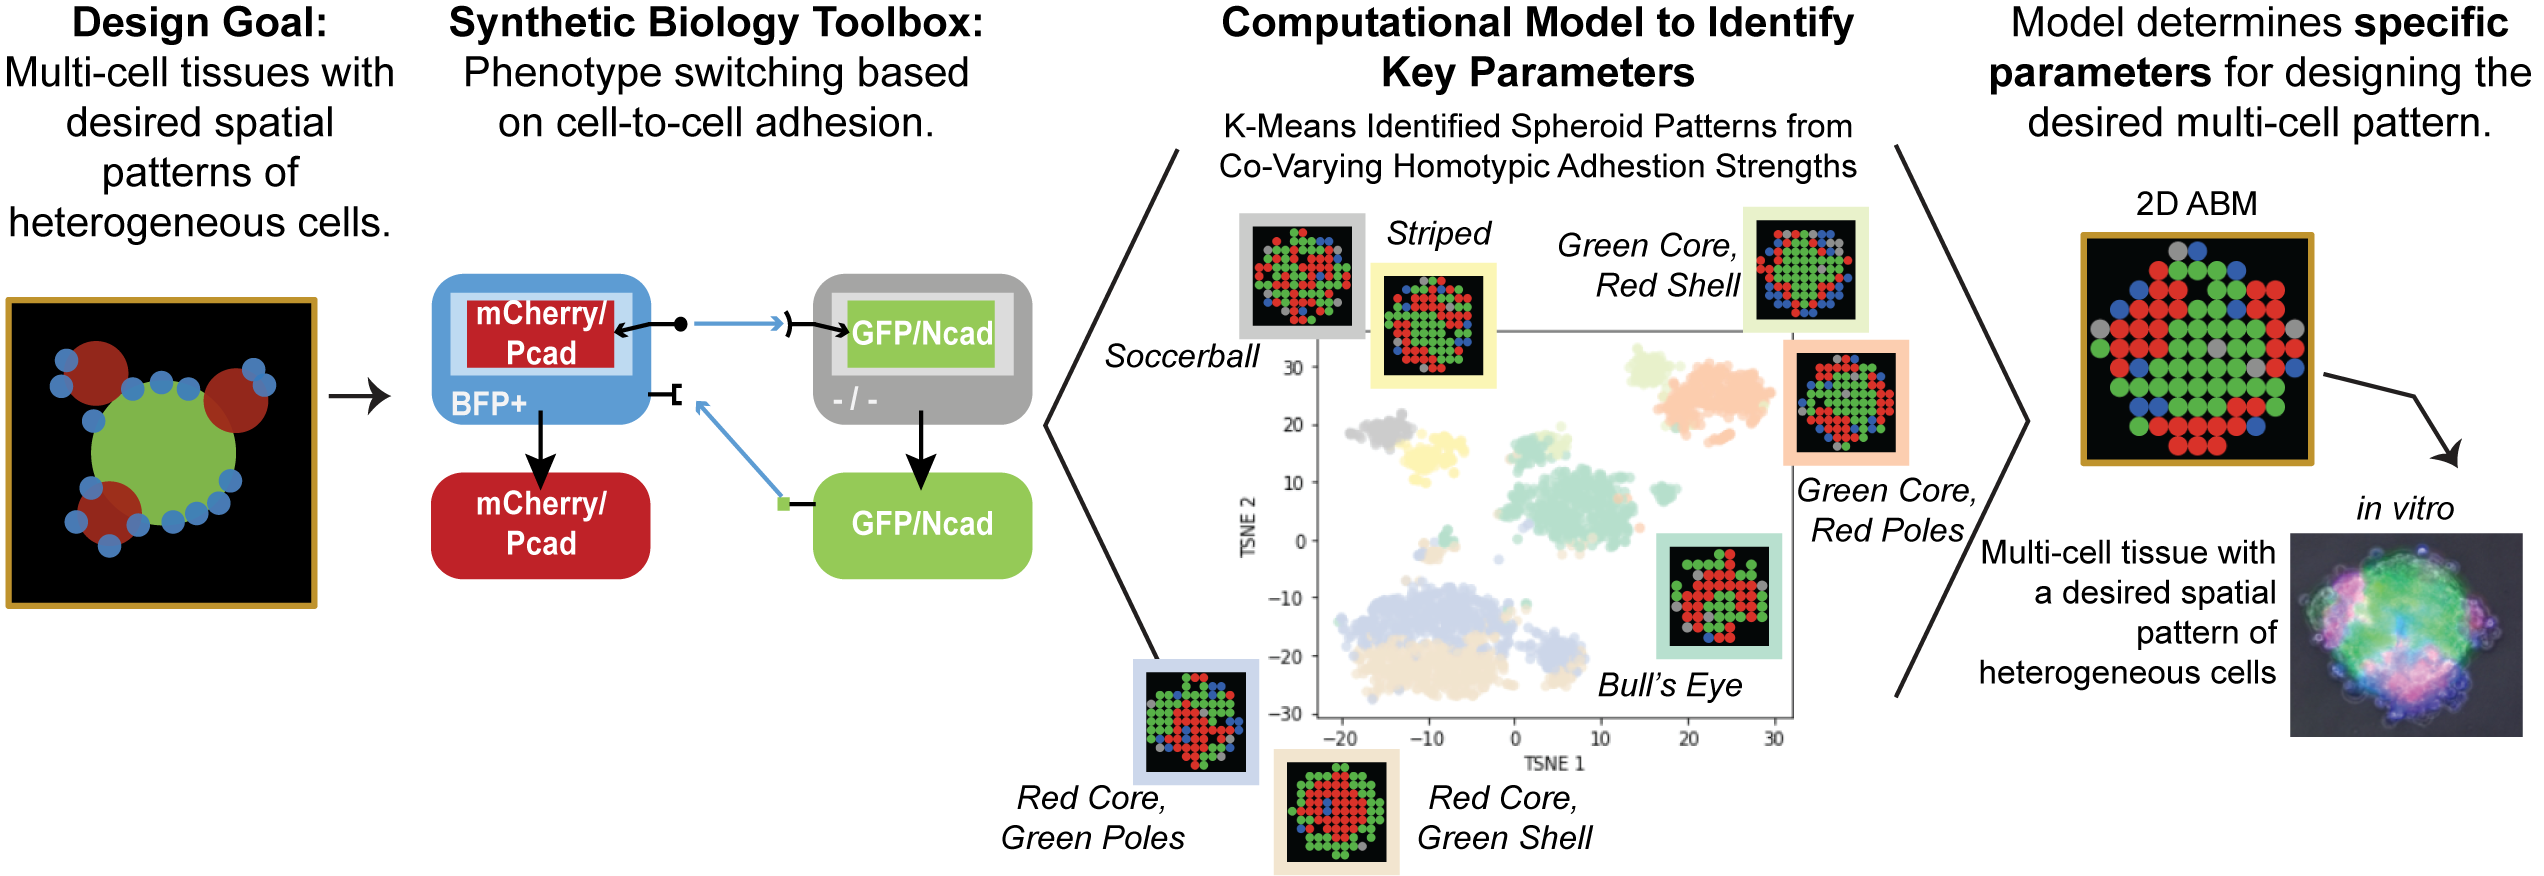 Design Goal:
Multi-cell tissues with
desired spatial
patterns of
heterogeneous cells.
Synthetic Biology Toolbox:
Phenotype switching based
on cell-to-cell adhesion.
mCherry/
Pcad
BFP+
GFP/Ncad
- / -
mCherry/
Pcad
GFP/Ncad
Computational Model to Identify
Key Parameters
K-Means Identified Spheroid Patterns from
Co-Varying Homotypic Adhestion Strengths
Soccerball
Striped
Green Core,
Red Shell
Green Core,
Red Poles
Bull's Eye
Red Core,
Green Poles
Red Core,
Green Shell
TSNE 2
30
20
10
0
−10
−20
−30
−20
−10
0
10
20
30
TSNE 1
Model determines specific
parameters for designing the
desired multi-cell pattern.
2D ABM
in vitro
Multi-cell tissue with
a desired spatial
pattern of
heterogeneous cells